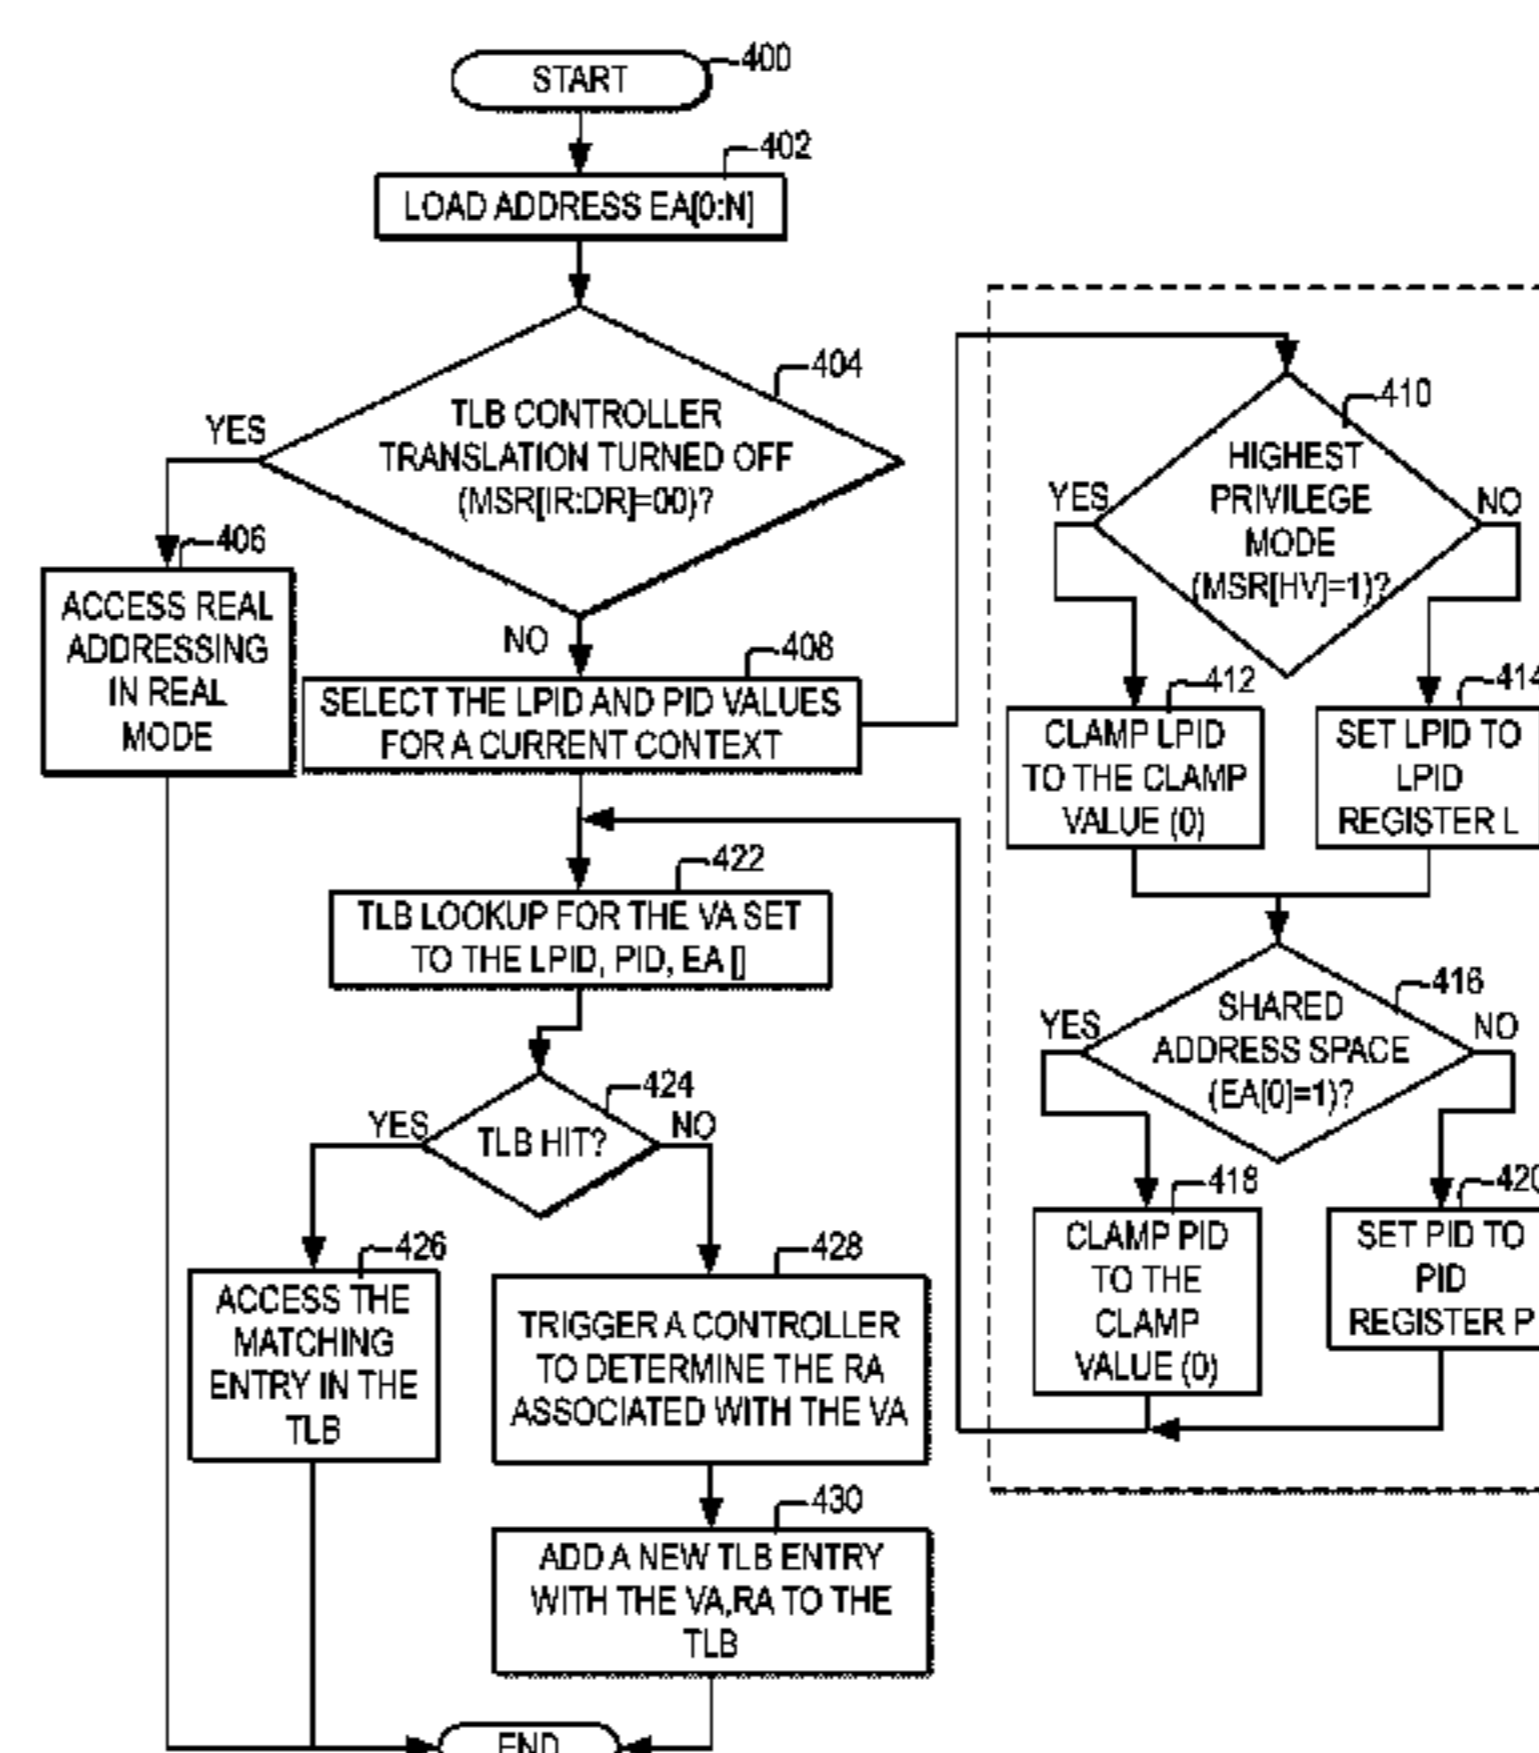 START
400
402
LOAD ADDRESS EA[0:N]
404
TLB CONTROLLER
TRANSLATION TURNED OFF
(MSR[IR:DR]=00)?
YES
NO
406
ACCESS REAL
ADDRESSING
IN REAL
MODE
408
SELECT THE LPID AND PID VALUES
FOR A CURRENT CONTEXT
410
HIGHEST
PRIVILEGE
MODE
(MSR[HV]=1)?
YES
NO
412
CLAMP LPID
TO THE CLAMP
VALUE (0)
414
SET LPID TO
LPID
REGISTER L
416
SHARED
ADDRESS SPACE
(EA[0]=1)?
YES
NO
418
CLAMP PID
TO THE
CLAMP
VALUE (0)
420
SET PID TO
PID
REGISTER P
422
TLB LOOKUP FOR THE VA SET
TO THE LPID, PID, EA []
424
TLB HIT?
YES
NO
426
ACCESS THE
MATCHING
ENTRY IN THE
TLB
428
TRIGGER A CONTROLLER
TO DETERMINE THE RA
ASSOCIATED WITH THE VA
430
ADD A NEW TLB ENTRY
WITH THE VA,RA TO THE
TLB
END